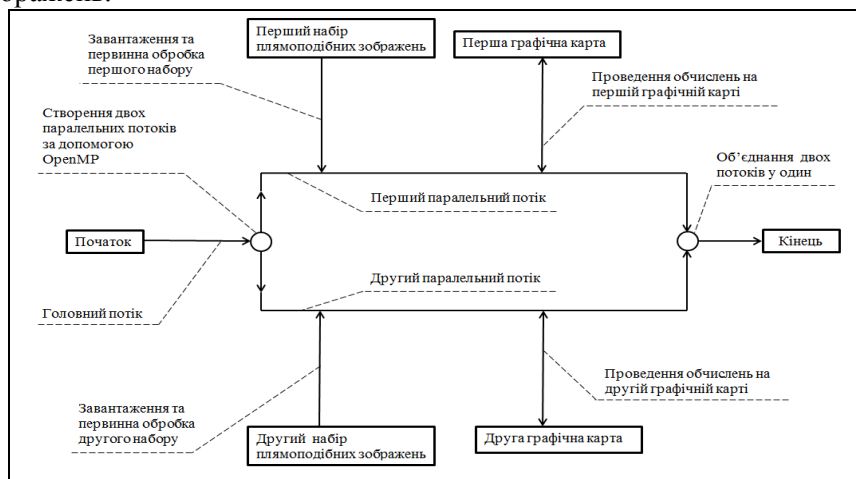 ображень.
Завантаження та
первинна обробка
першого набору
Перший набір
плямоподібних зображень
Перша графічна карта
Проведення обчислень на
першій графічній карті
Створення двох
паралельних потоків
за допомогою
OpenMP
Об’єднання двох
потоків у один
Перший паралельний потік
Початок
Кінець
Другий паралельний потік
Головний потік
Проведення обчислень на
другій графічній карті
Завантаження та
первинна обробка
другого набору
Другий набір
плямоподібних зображень
Друга графічна карта